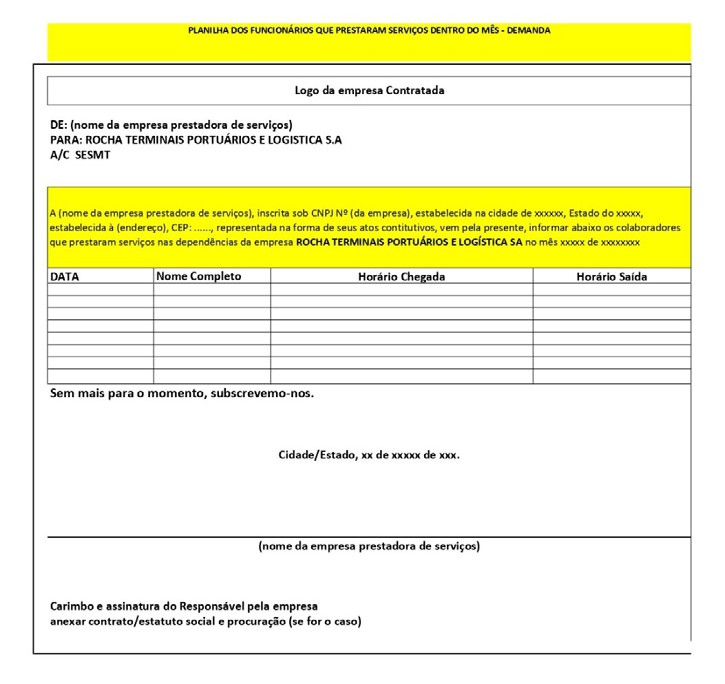 PLANILHA DOS FUNCIONÁRIOS QUE PRESTARAM SERVIÇOS DENTRO DO MÊS - DEMANDA
Logo da empresa Contratada
DE: (nome da empresa prestadora de serviços)
PARA: ROCHA TERMINAIS PORTUÁRIOS E LOGISTICA S.A
A/C SESMT
A (nome da empresa prestadora de serviços), inscrita sob CNPJ Nº (da empresa), estabelecida na cidade de xxxxxx, Estado do xxxxx,
estabelecida à (endereço), CEP: ......, representada na forma de seus atos contitutivos, vem pela presente, informar abaixo os colaboradores
que prestaram serviços nas dependências da empresa ROCHA TERMINAIS PORTUÁRIOS E LOGÍSTICA SA no mês xxxxx de xxxxxxxx
DATA Nome Completo Horário Chegada Horário Saída
Sem mais para o momento, subscrevemo-nos.
Cidade/Estado, xx de xxxxx de xxx.
(nome da empresa prestadora de serviços)
Carimbo e assinatura do Responsável pela empresa
anexar contrato/estatuto social e procuração (se for o caso)